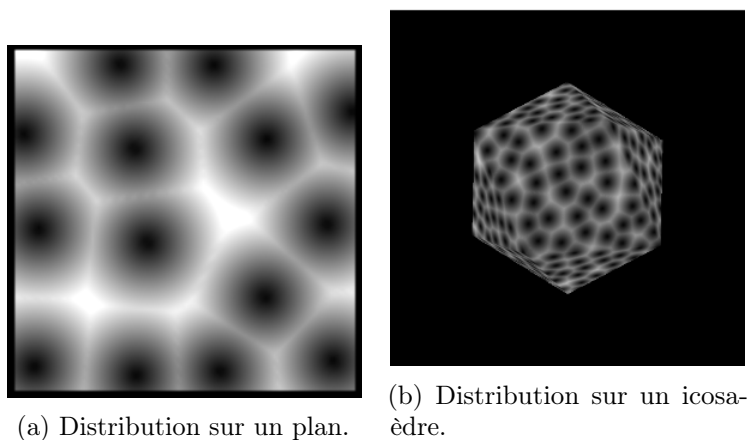 (a) Distribution sur un plan.
(b) Distribution sur un icosa-
èdre.